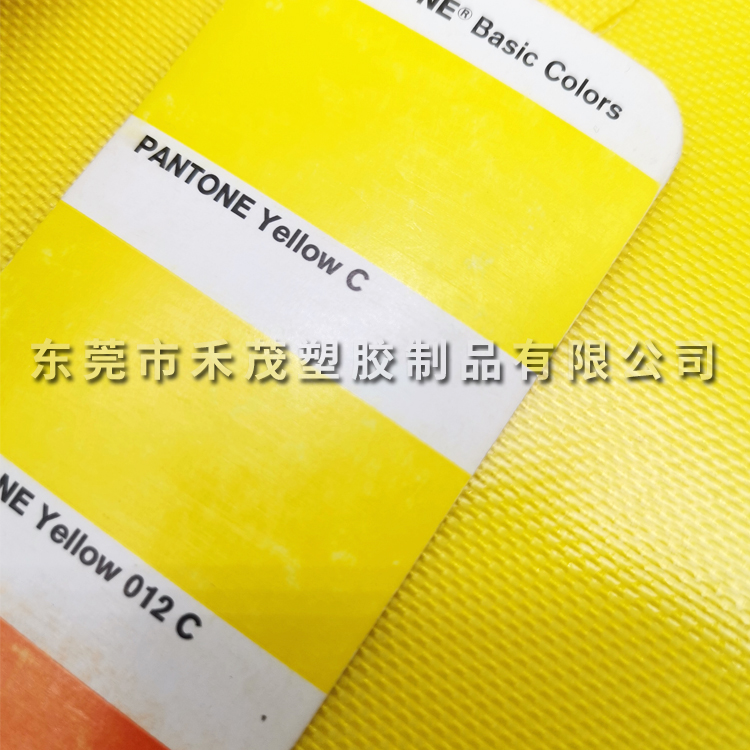 NE® Basic Colors
PANTONE Yellow C
东莞市禾茂塑胶制品有限公司
NE Yellow 012 C